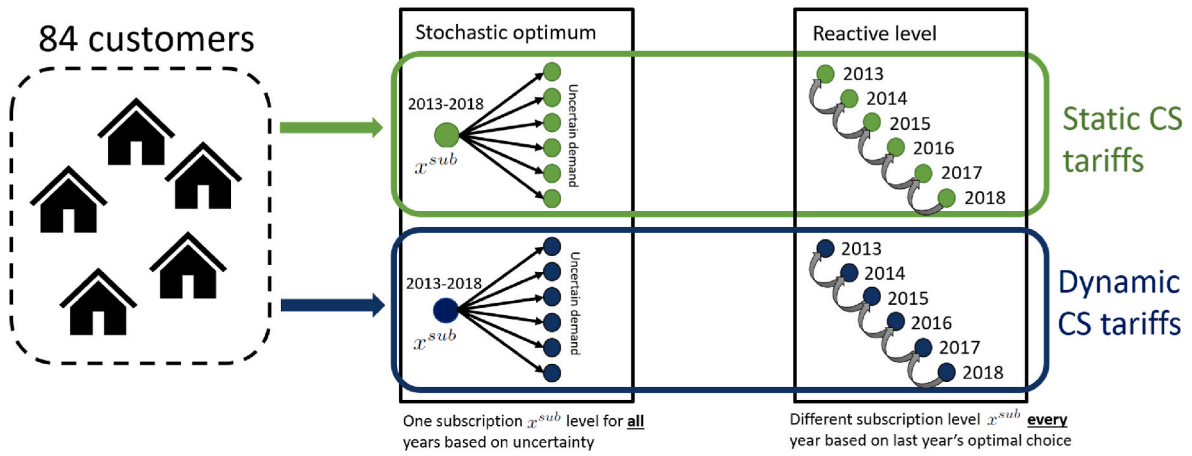 84 customers
Stochastic optimum
2013-2018
x^{sub}
Uncertain demand
Reactive level
2013
2014
2015
2016
2017
2018
Static CS
tariffs
2013-2018
x^{sub}
Uncertain demand
2013
2014
2015
2016
2017
2018
Dynamic
CS tariffs
One subscription x^{sub} level for all
years based on uncertainty
Different subscription level x^{sub} every
year based on last year's optimal choice